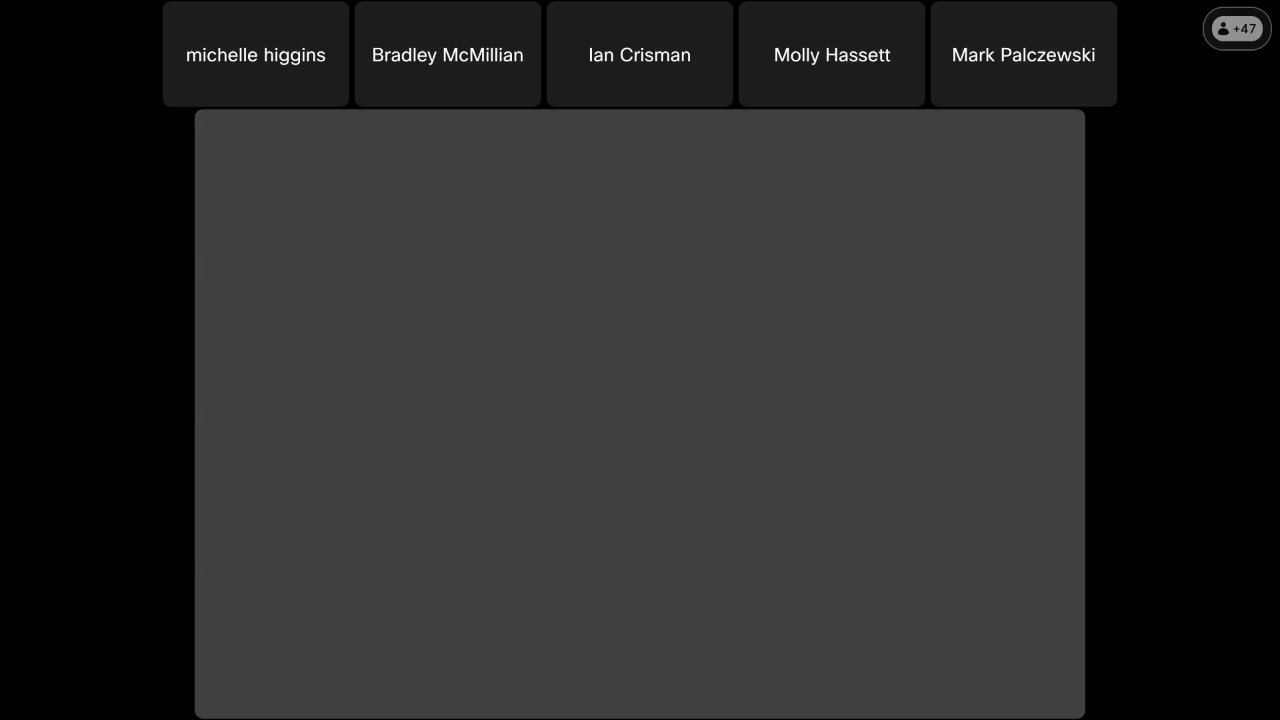 michelle higgins
Bradley McMillian
Ian Crisman
Molly Hassett
Mark Palczewski
+47